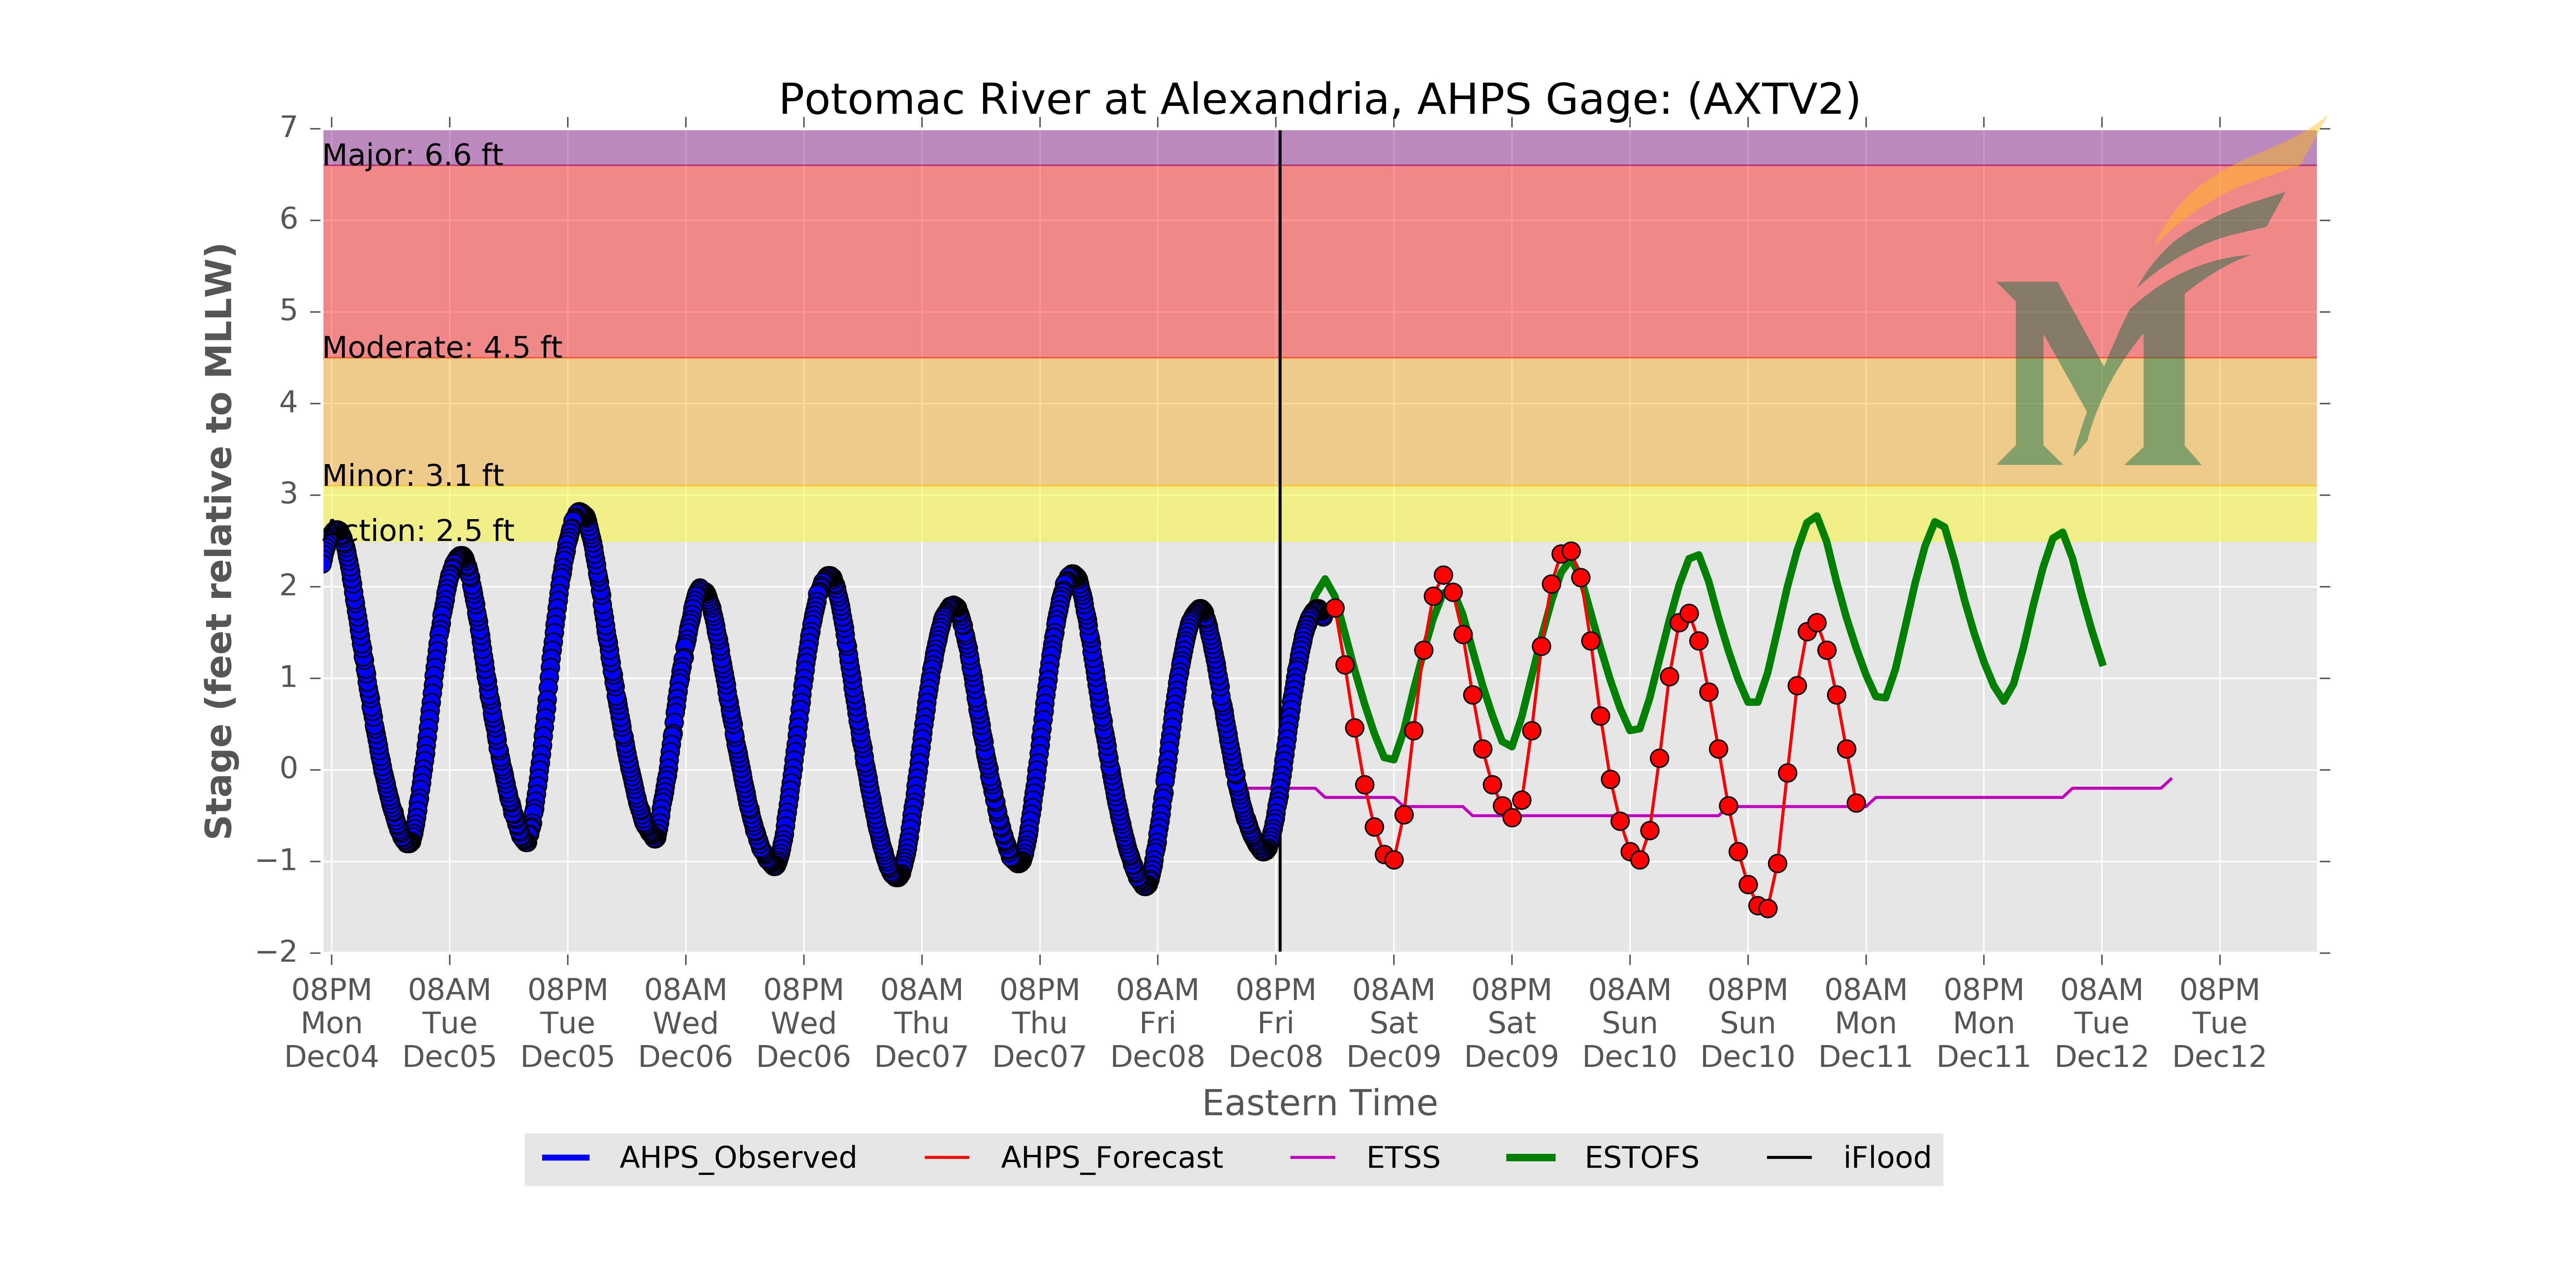 Potomac River at Alexandria, AHPS Gage: (AXTV2)
7
6
5
4
3
2
1
0
−1
−2
Stage (feet relative to MLLW)
Major: 6.6 ft
Moderate: 4.5 ft
Minor: 3.1 ft
Action: 2.5 ft
M
08PM 08AM 08PM 08AM 08PM 08AM 08PM 08AM 08PM 08AM 08PM 08AM 08PM 08AM 08PM 08AM 08PM
Mon Tue Tue Wed Wed Thu Thu Fri Fri Sat Sat Sun Sun Mon Mon Tue Tue
Dec04 Dec05 Dec05 Dec06 Dec06 Dec07 Dec07 Dec08 Dec08 Dec09 Dec09 Dec10 Dec10 Dec11 Dec11 Dec12 Dec12
Eastern Time
AHPS_Observed AHPS_Forecast ETSS ESTOFS iFlood